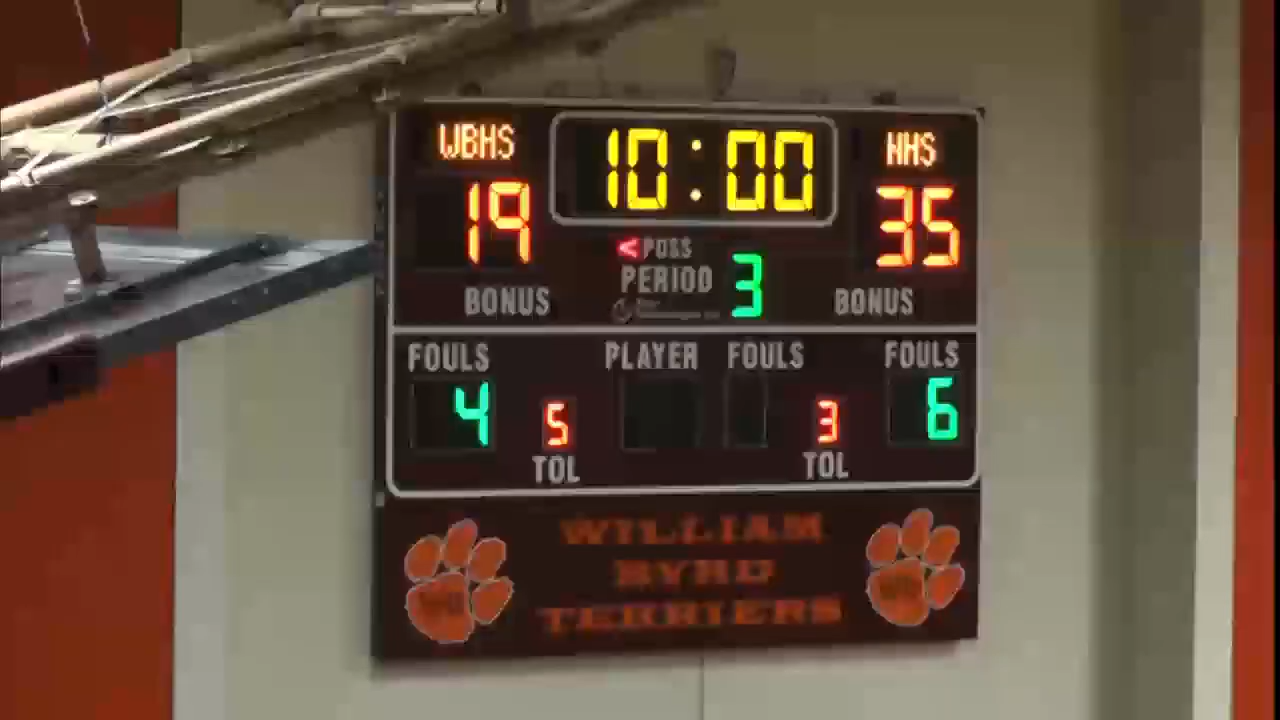 WBHS 10:00 HHS
19 < POSS 35
PERIOD 3
BONUS BONUS
FOULS PLAYER FOULS FOULS
4 5 3 6
TOL TOL
WILLIAM
BYRD
TERRIERS